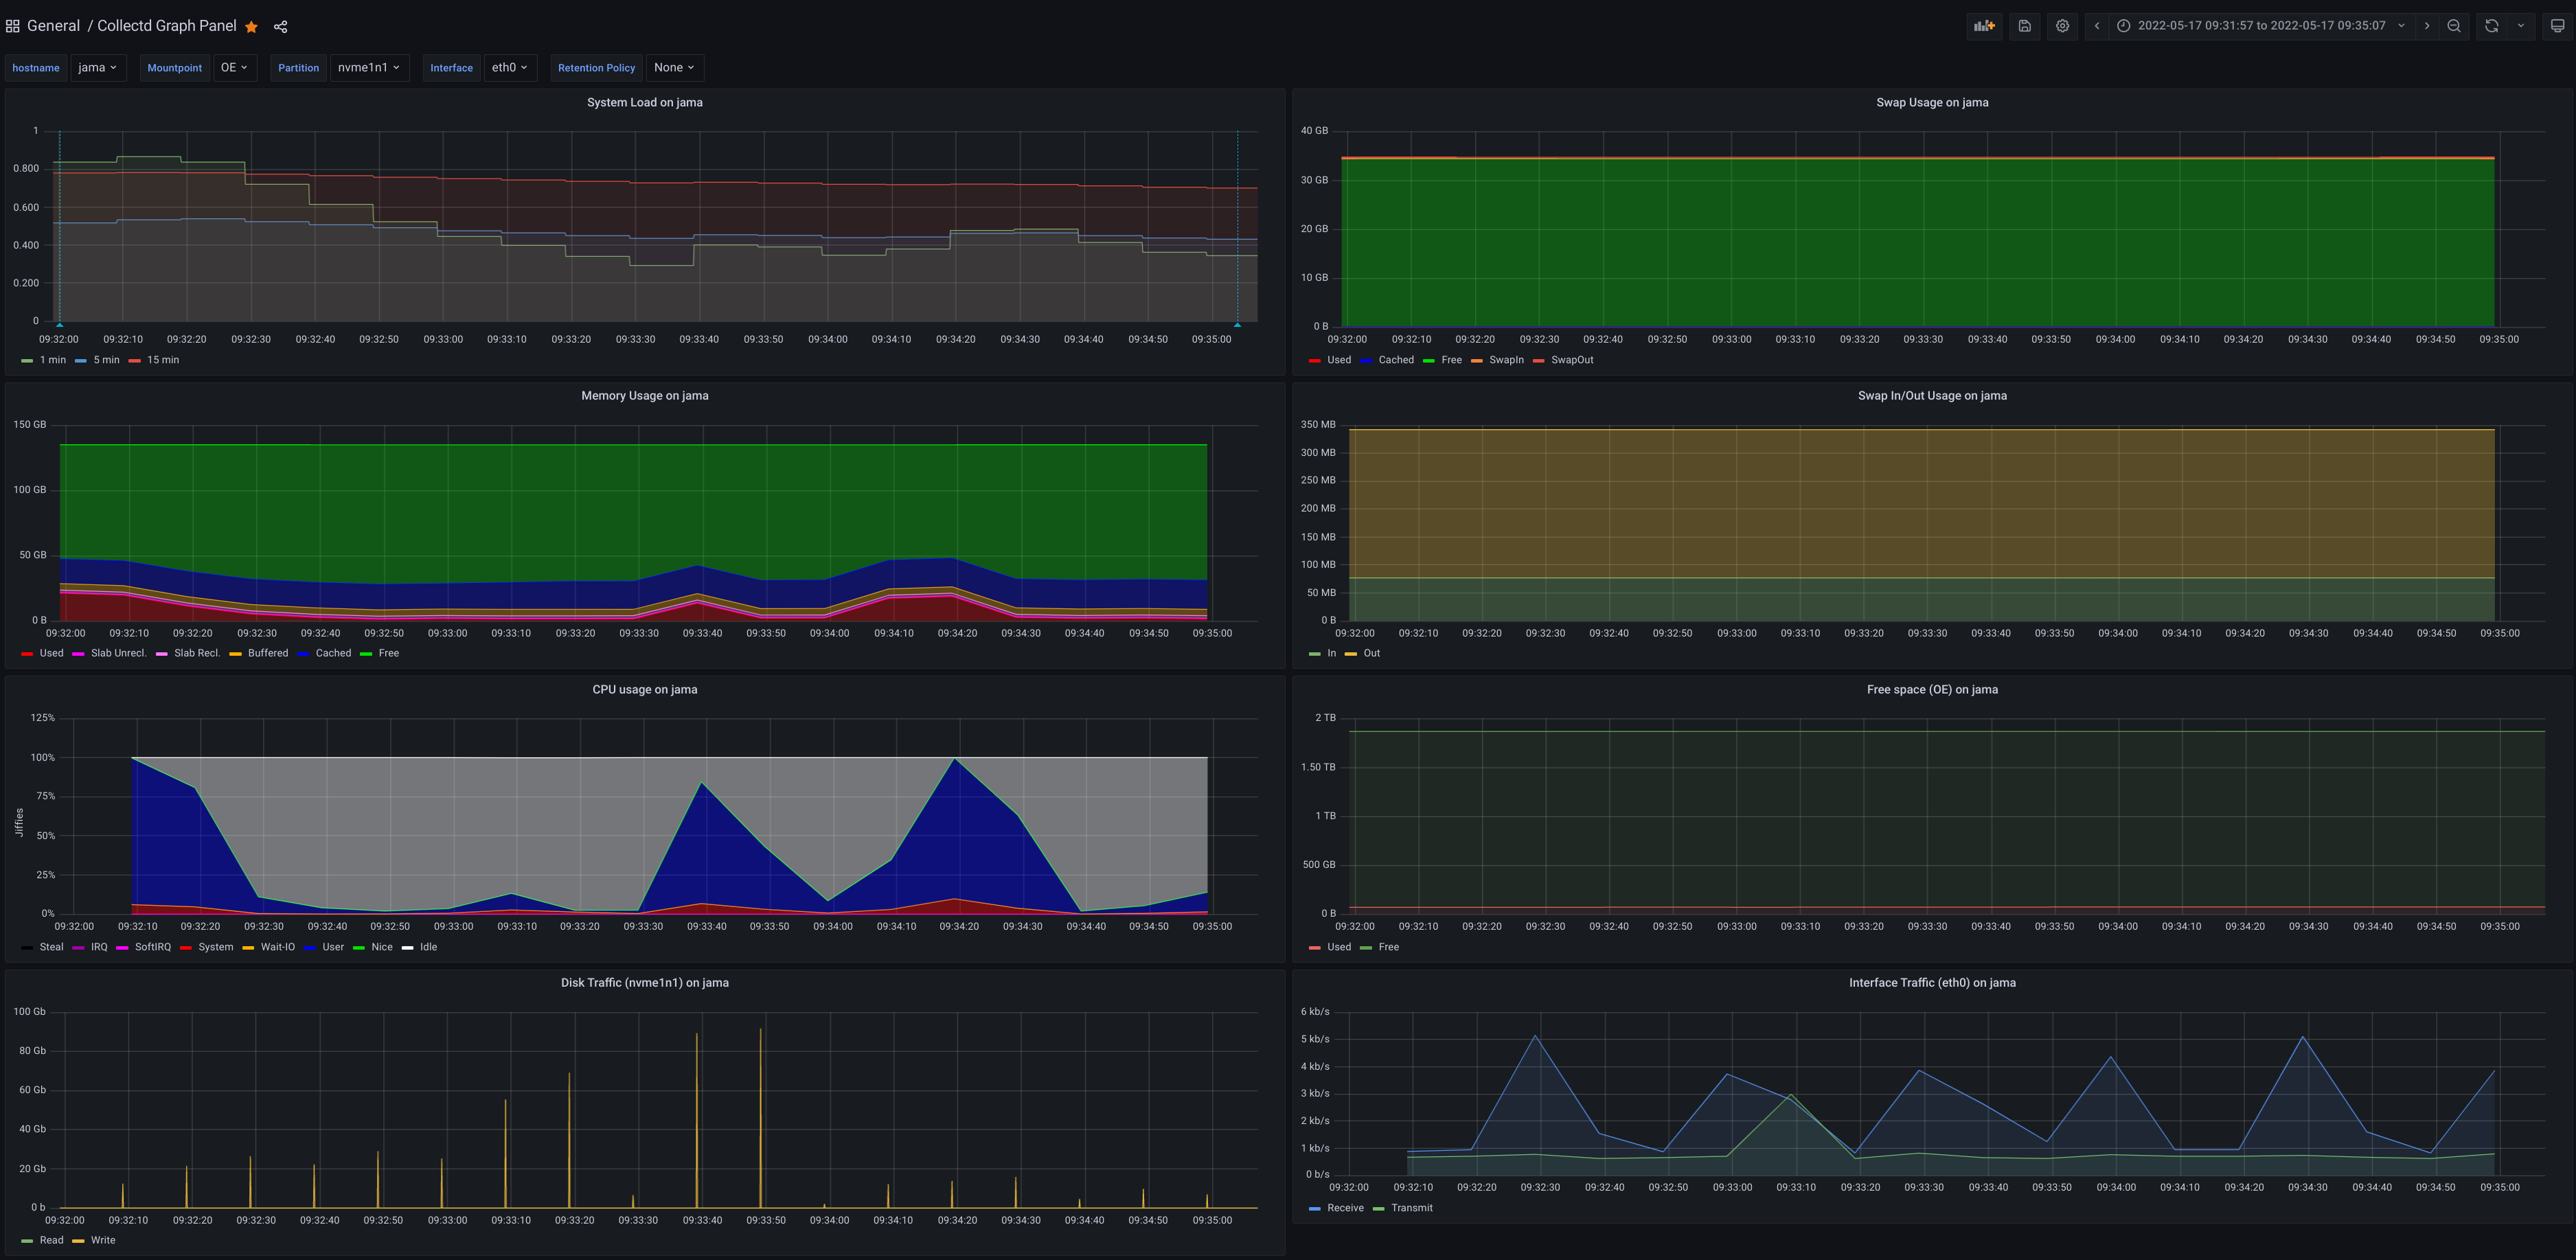 General / Collectd Graph Panel
2022-05-17 09:31:57 to 2022-05-17 09:35:07
hostname jama Mountpoint OE Partition nvme1n1 Interface eth0 Retention Policy None
System Load on jama
1
0.800
0.600
0.400
0.200
0
09:32:00 09:32:10 09:32:20 09:32:30 09:32:40 09:32:50 09:33:00 09:33:10 09:33:20 09:33:30 09:33:40 09:33:50 09:34:00 09:34:10 09:34:20 09:34:30 09:34:40 09:34:50 09:35:00
1 min 5 min 15 min
Swap Usage on jama
40 GB
30 GB
20 GB
10 GB
0 B
09:32:00 09:32:10 09:32:20 09:32:30 09:32:40 09:32:50 09:33:00 09:33:10 09:33:20 09:33:30 09:33:40 09:33:50 09:34:00 09:34:10 09:34:20 09:34:30 09:34:40 09:34:50 09:35:00
Used Cached Free SwapIn SwapOut
Memory Usage on jama
150 GB
100 GB
50 GB
0 B
09:32:00 09:32:10 09:32:20 09:32:30 09:32:40 09:32:50 09:33:00 09:33:10 09:33:20 09:33:30 09:33:40 09:33:50 09:34:00 09:34:10 09:34:20 09:34:30 09:34:40 09:34:50 09:35:00
Used Slab Unrecl. Slab Recl. Buffered Cached Free
Swap In/Out Usage on jama
350 MB
300 MB
250 MB
200 MB
150 MB
100 MB
50 MB
0 B
09:32:00 09:32:10 09:32:20 09:32:30 09:32:40 09:32:50 09:33:00 09:33:10 09:33:20 09:33:30 09:33:40 09:33:50 09:34:00 09:34:10 09:34:20 09:34:30 09:34:40 09:34:50 09:35:00
In Out
CPU usage on jama
Jiffies
125%
100%
75%
50%
25%
0%
09:32:00 09:32:10 09:32:20 09:32:30 09:32:40 09:32:50 09:33:00 09:33:10 09:33:20 09:33:30 09:33:40 09:33:50 09:34:00 09:34:10 09:34:20 09:34:30 09:34:40 09:34:50 09:35:00
Steal IRQ SoftIRQ System Wait-IO User Nice Idle
Free space (OE) on jama
2 TB
1.50 TB
1 TB
500 GB
0 B
09:32:00 09:32:10 09:32:20 09:32:30 09:32:40 09:32:50 09:33:00 09:33:10 09:33:20 09:33:30 09:33:40 09:33:50 09:34:00 09:34:10 09:34:20 09:34:30 09:34:40 09:34:50 09:35:00
Used Free
Disk Traffic (nvme1n1) on jama
100 Gb
80 Gb
60 Gb
40 Gb
20 Gb
0 b
09:32:00 09:32:10 09:32:20 09:32:30 09:32:40 09:32:50 09:33:00 09:33:10 09:33:20 09:33:30 09:33:40 09:33:50 09:34:00 09:34:10 09:34:20 09:34:30 09:34:40 09:34:50 09:35:00
Read Write
Interface Traffic (eth0) on jama
6 kb/s
5 kb/s
4 kb/s
3 kb/s
2 kb/s
1 kb/s
0 b/s
09:32:00 09:32:10 09:32:20 09:32:30 09:32:40 09:32:50 09:33:00 09:33:10 09:33:20 09:33:30 09:33:40 09:33:50 09:34:00 09:34:10 09:34:20 09:34:30 09:34:40 09:34:50 09:35:00
Receive Transmit